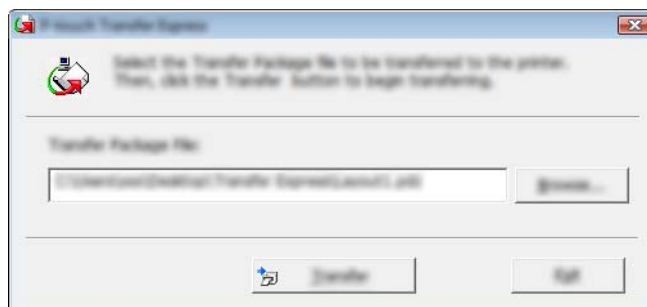 P-touch Transfer Express
Select the Transfer Package file to be transferred to the printer.
Then, click the Transfer button to begin transferring.
Transfer Package File:
Browse...
Transfer
Exit